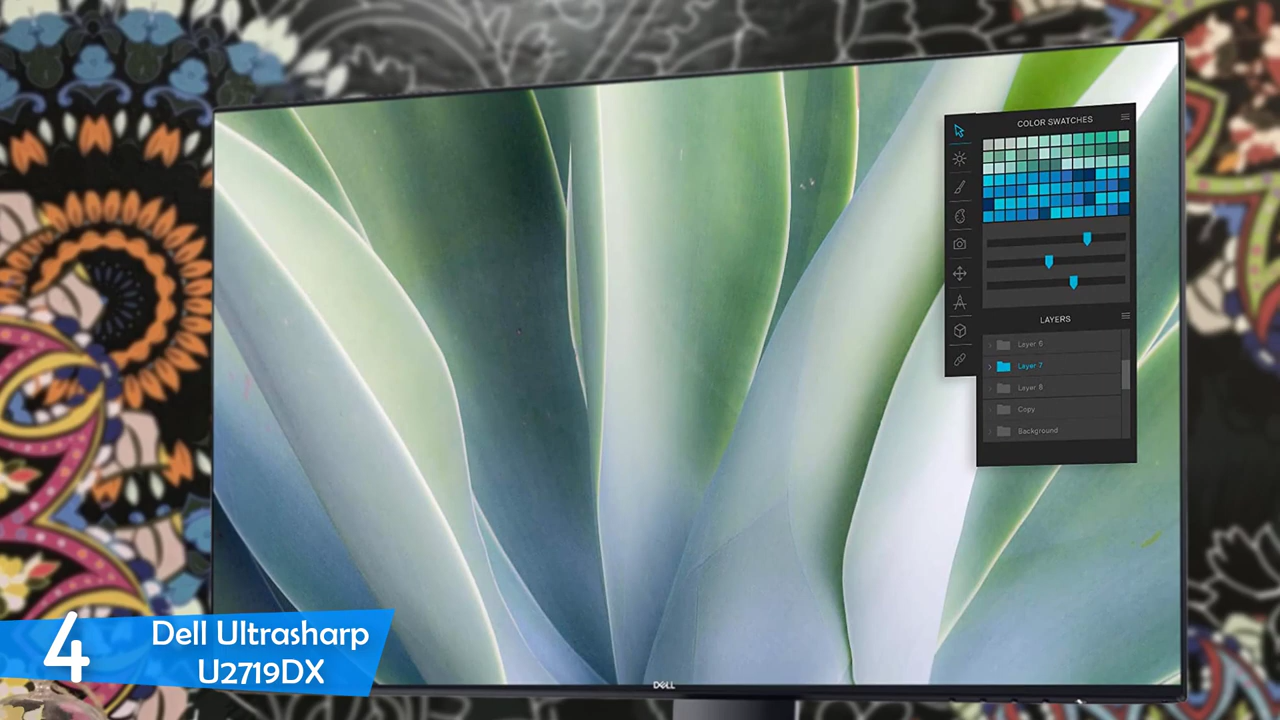 COLOR SWATCHES
LAYERS
Layer 6
Layer 7
Layer 8
Copy
Background
4
Dell Ultrasharp
U2719DX
DELL